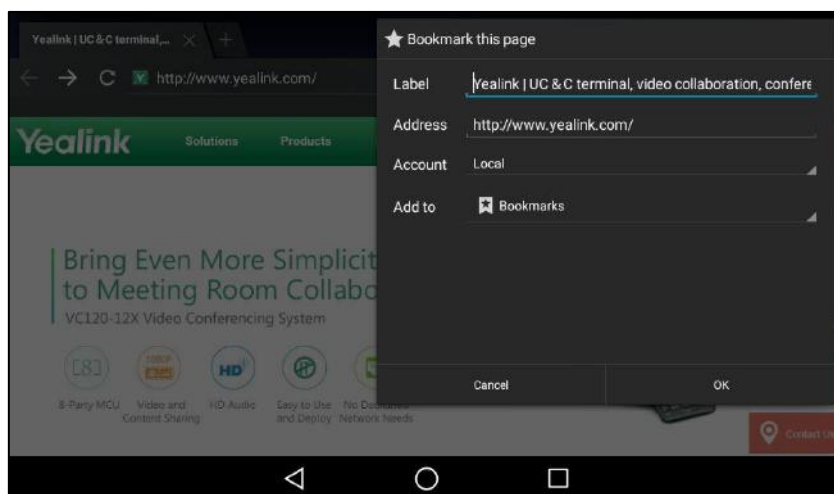 Yealink | UC & C terminal,...
Bookmark this page
http://www.yealink.com/
Label
Yealink | UC & C terminal, video collaboration, confere
Address
http://www.yealink.com/
Yealink
Solutions
Products
Account
Local
Add to
Bookmarks
Bring Even More Simplicit
to Meeting Room Collabo
VC120-12X Video Conferencing System
1080P
HD
8-Party MCU
Video and
Content Sharing
HD Audio
Easy to Use
and Deploy
No Dedicated
Network Needs
Cancel
OK
Contact Us